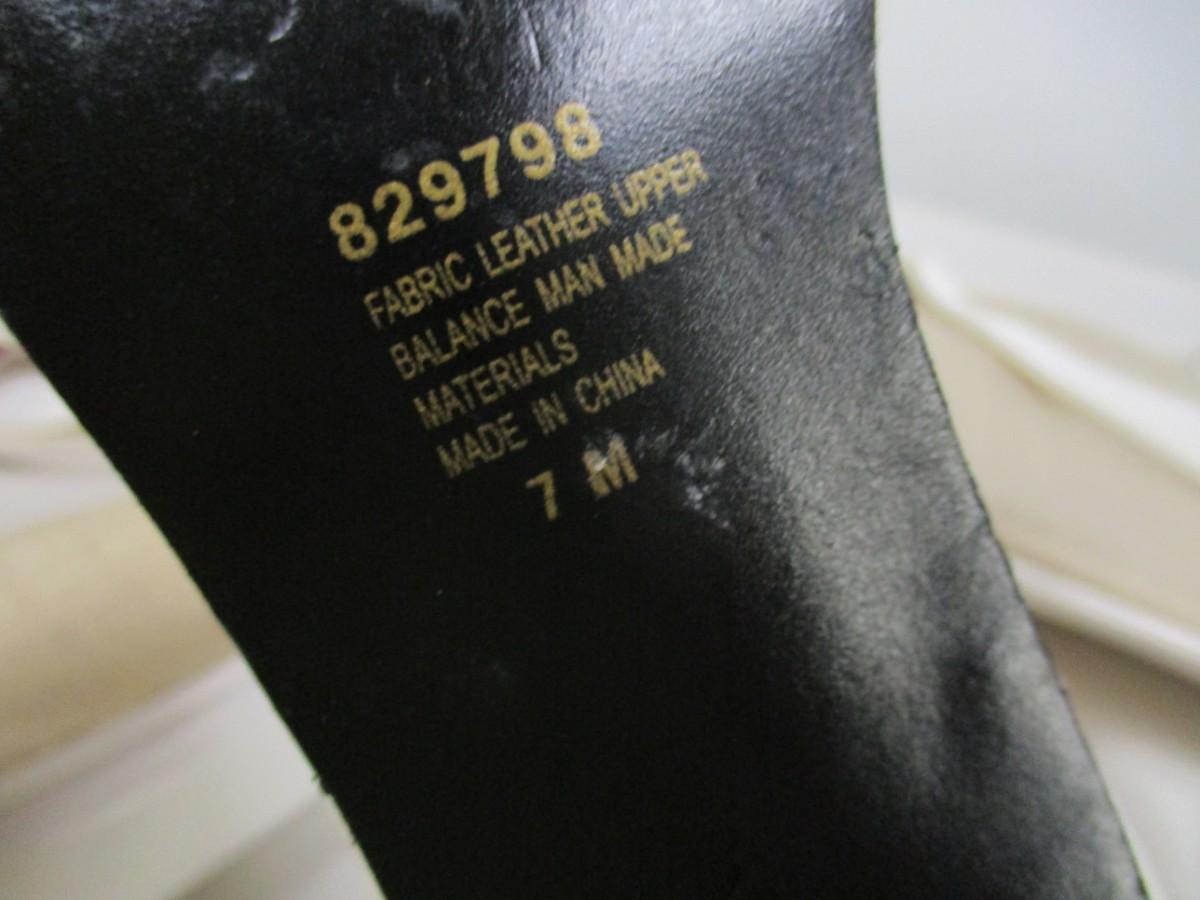 829798
FABRIC LEATHER UPPER
BALANCE MAN MADE
MATERIALS
MADE IN CHINA
7 M